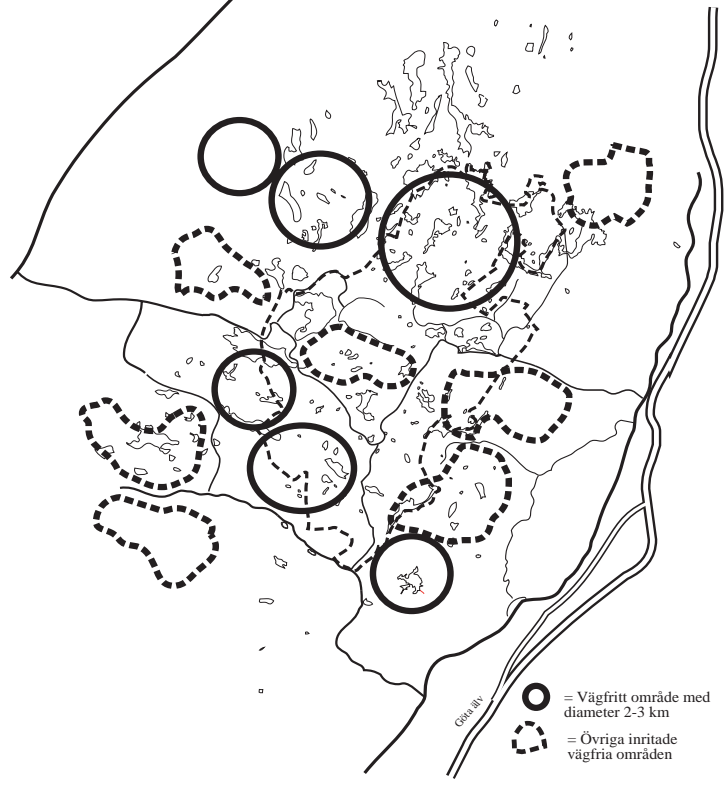 Göta älv
= Vägfritt område med
diameter 2-3 km
= Övriga inritade
vägfria områden